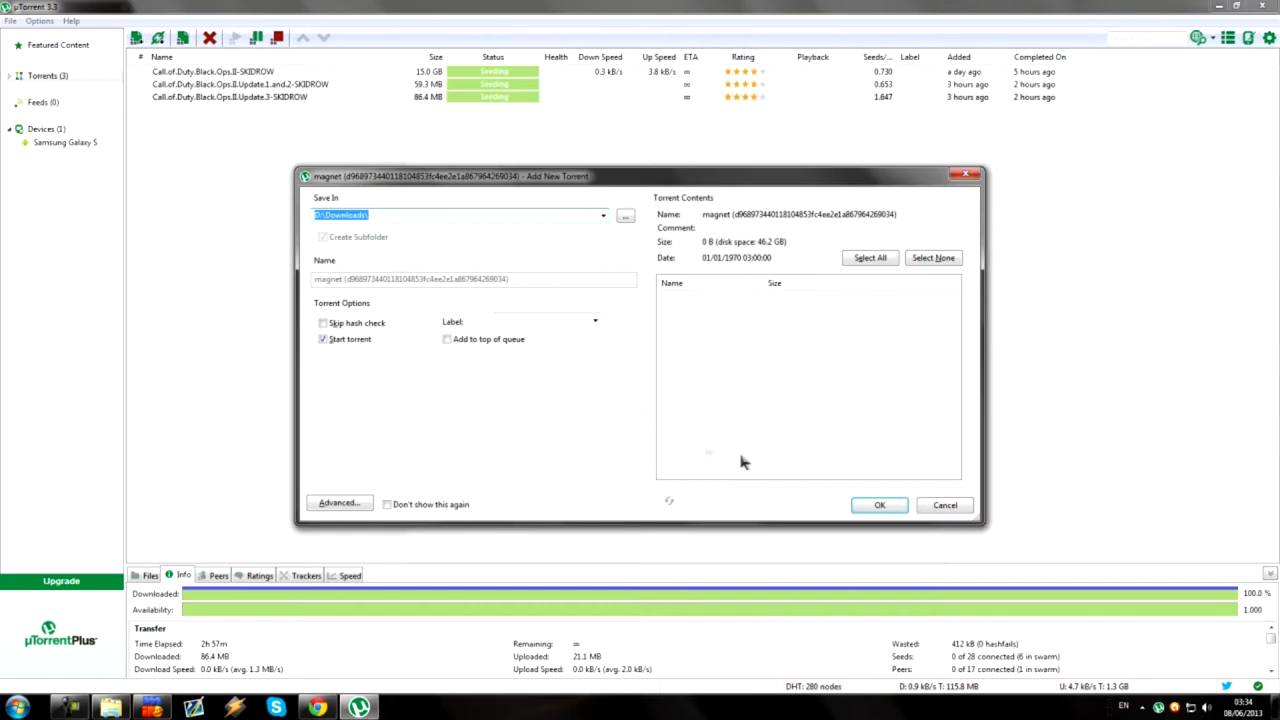 µTorrent 3.3
File Options Help
Featured Content
Torrents (3)
Feeds (0)
Devices (1)
Samsung Galaxy S
# Name Size Status Health Down Speed Up Speed ETA Rating Playback Seeds/... Label Added Completed On
Call.of.Duty.Black.Ops.II-SKIDROW 15.0 GB Seeding 0.3 kB/s 3.8 kB/s ∞ 0.730 a day ago 5 hours ago
Call.of.Duty.Black.Ops.II.Update.1.and.2-SKIDROW 59.3 MB Seeding ∞ 0.653 3 hours ago 2 hours ago
Call.of.Duty.Black.Ops.II.Update.3-SKIDROW 86.4 MB Seeding ∞ 1.647 3 hours ago 2 hours ago
magnet (d968973440118104853fc4ee2e1a867964269034) - Add New Torrent
Save In
D:\Downloads\
...
Create Subfolder
Name
magnet (d968973440118104853fc4ee2e1a867964269034)
Torrent Options
Skip hash check
Label:
Start torrent
Add to top of queue
Advanced...
Don't show this again
Torrent Contents
Name: magnet (d968973440118104853fc4ee2e1a867964269034)
Comment:
Size: 0 B (disk space: 46.2 GB)
Date: 01/01/1970 03:00:00
Select All
Select None
Name Size
OK
Cancel
Upgrade
µTorrentPlus
Files Info Peers Ratings Trackers Speed
Downloaded: 100.0 %
Availability: 1.000
Transfer
Time Elapsed: 2h 57m Remaining: ∞ Wasted: 412 kB (0 hashfails)
Downloaded: 86.4 MB Uploaded: 21.1 MB Seeds: 0 of 28 connected (6 in swarm)
Download Speed: 0.0 kB/s (avg. 1.3 MB/s) Upload Speed: 0.0 kB/s (avg. 2.0 kB/s) Peers: 0 of 17 connected (1 in swarm)
DHT: 280 nodes D: 0.9 kB/s T: 115.8 MB U: 4.7 kB/s T: 1.3 GB
EN
03:34
08/06/2013